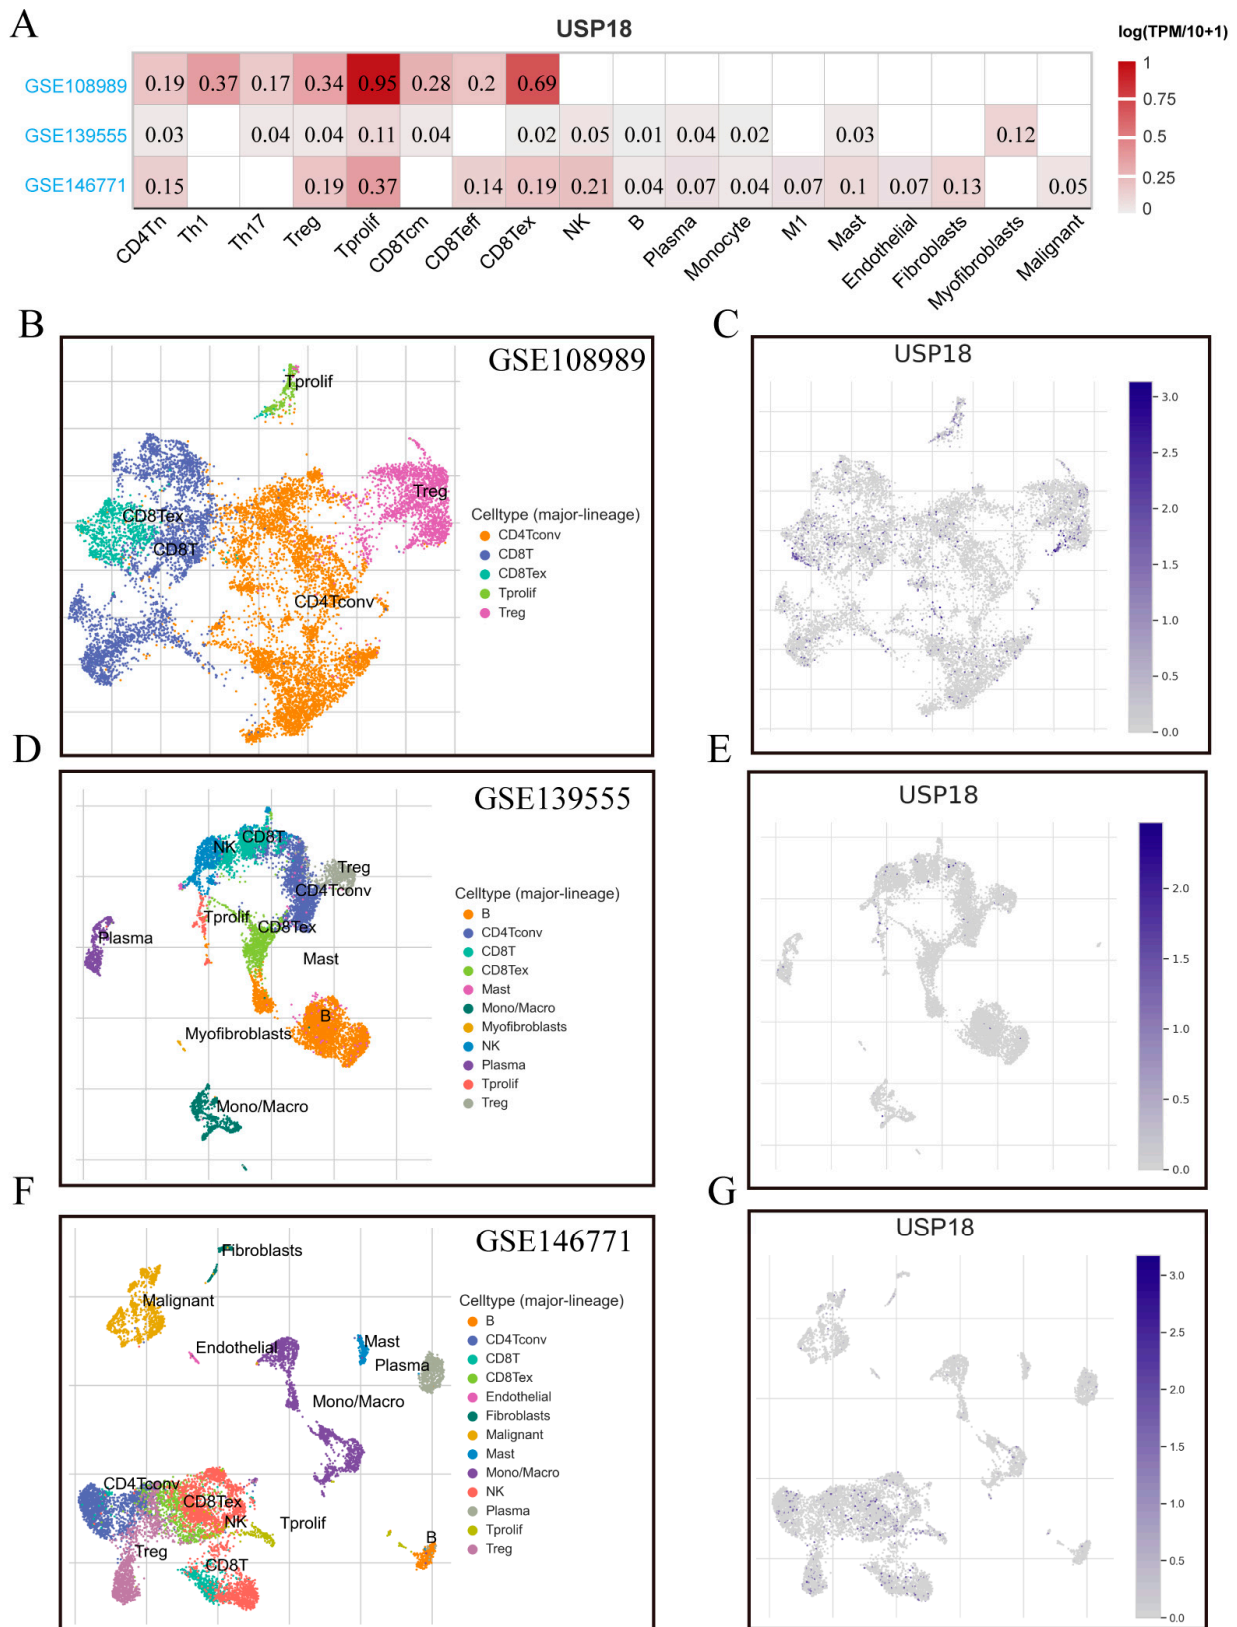 A
USP18
log(TPM/10+1)
GSE108989 0.19 0.37 0.17 0.34 0.95 0.28 0.2 0.69
GSE139555 0.03 0.04 0.04 0.11 0.04 0.02 0.05 0.01 0.04 0.02 0.03 0.12
GSE146771 0.15 0.19 0.37 0.14 0.19 0.21 0.04 0.07 0.04 0.07 0.1 0.07 0.13 0.05
1
0.75
0.5
0.25
0
CD4Tn Th1 Th17 Treg Tprolif CD8Tcm CD8Teff CD8Tex NK B Plasma Monocyte M1 Mast Endothelial Fibroblasts Myofibroblasts Malignant
B
GSE108989
Tprolif
Treg
CD8Tex
CD8T
CD4Tconv
Celltype (major-lineage)
CD4Tconv
CD8T
CD8Tex
Tprolif
Treg
C
USP18
3.0
2.5
2.0
1.5
1.0
0.5
0.0
D
GSE139555
CD8T
NK
Treg
CD4Tconv
Tprolif
CD8Tex
Plasma
Mast
B
Myofibroblasts
Mono/Macro
Celltype (major-lineage)
B
CD4Tconv
CD8T
CD8Tex
Mast
Mono/Macro
Myofibroblasts
NK
Plasma
Tprolif
Treg
E
USP18
2.0
1.5
1.0
0.5
0.0
F
GSE146771
Fibroblasts
Malignant
Endothelial
Mast
Plasma
Mono/Macro
CD4Tconv
CD8Tex
NK
Tprolif
Treg
CD8T
B
Celltype (major-lineage)
B
CD4Tconv
CD8T
CD8Tex
Endothelial
Fibroblasts
Malignant
Mast
Mono/Macro
NK
Plasma
Tprolif
Treg
G
USP18
3.0
2.5
2.0
1.5
1.0
0.5
0.0